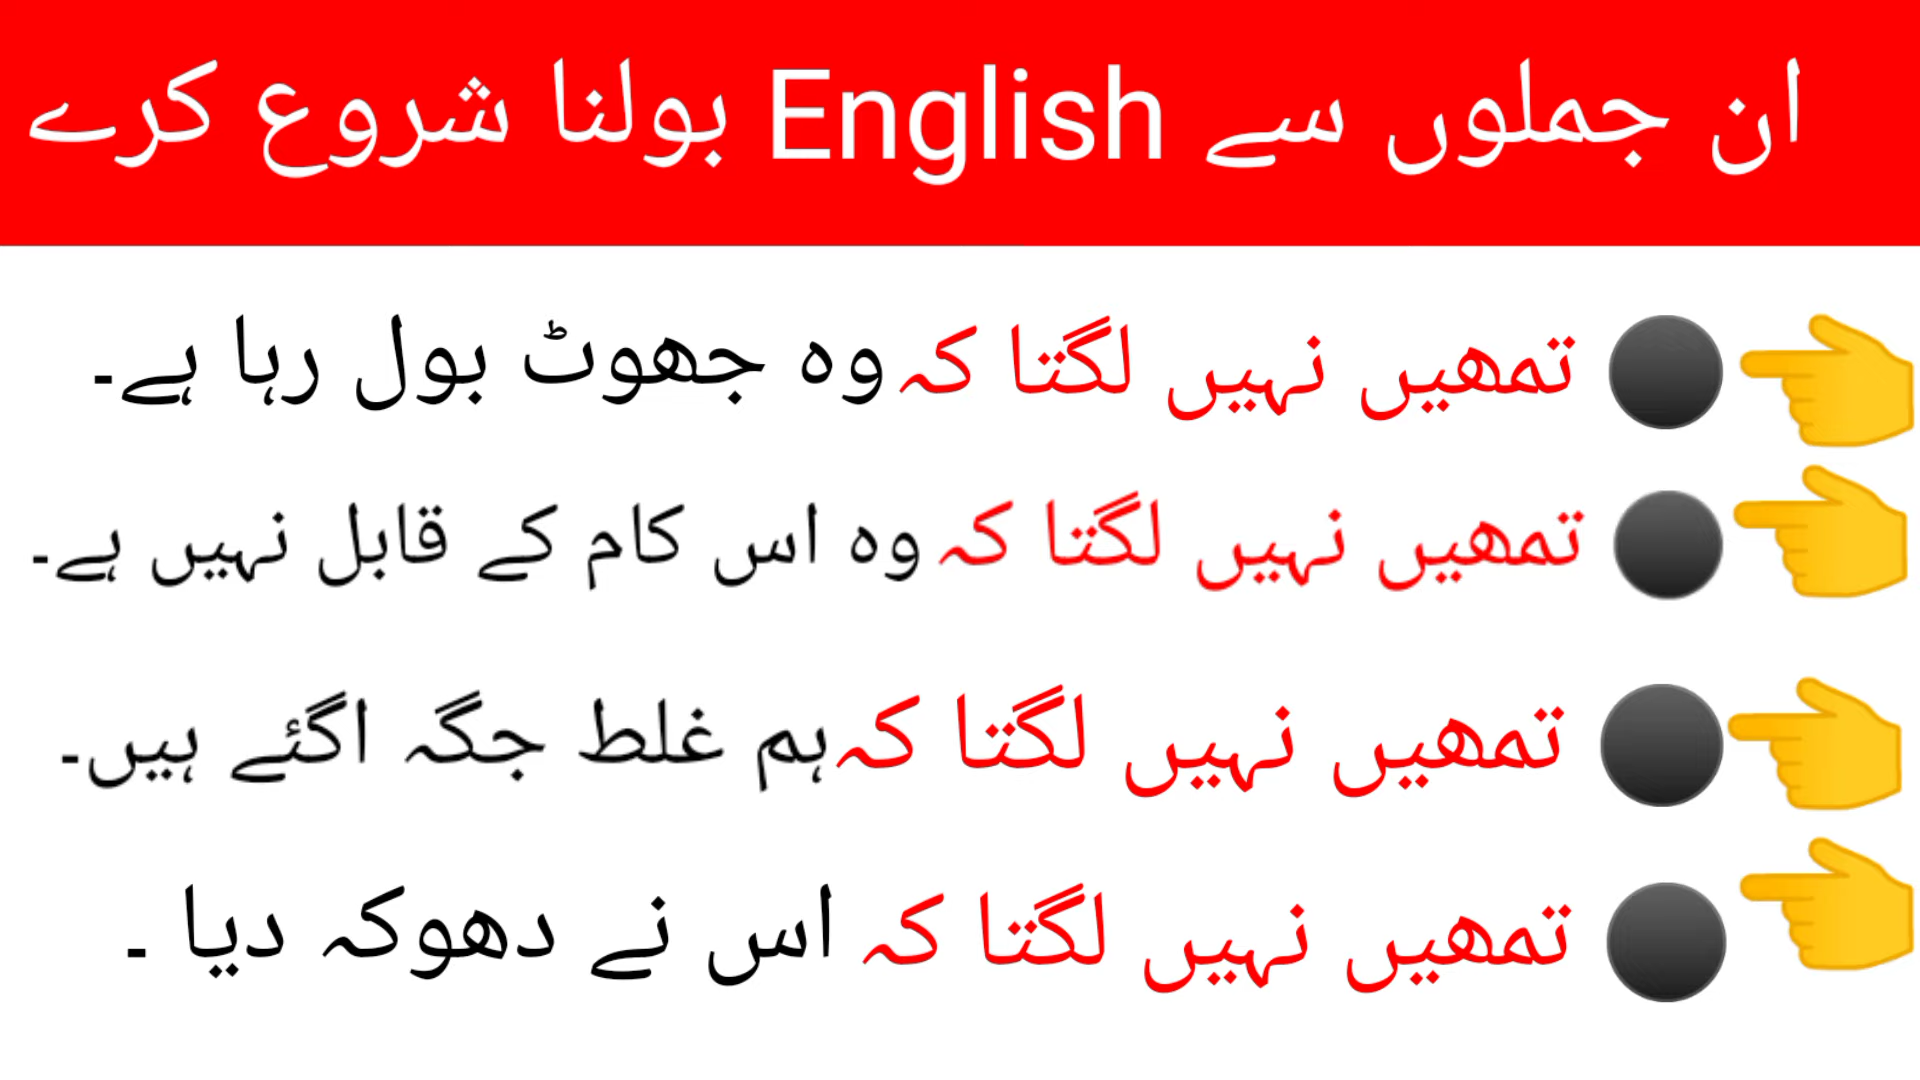 ان جملوں سے English بولنا شروع کرے
تمھیں نہیں لگتا کہ وہ جھوٹ بول رہا ہے۔
تمھیں نہیں لگتا کہ وہ اس کام کے قابل نہیں ہے۔
تمھیں نہیں لگتا کہ ہم غلط جگہ اگئے ہیں۔
تمھیں نہیں لگتا کہ اس نے دھوکہ دیا ۔